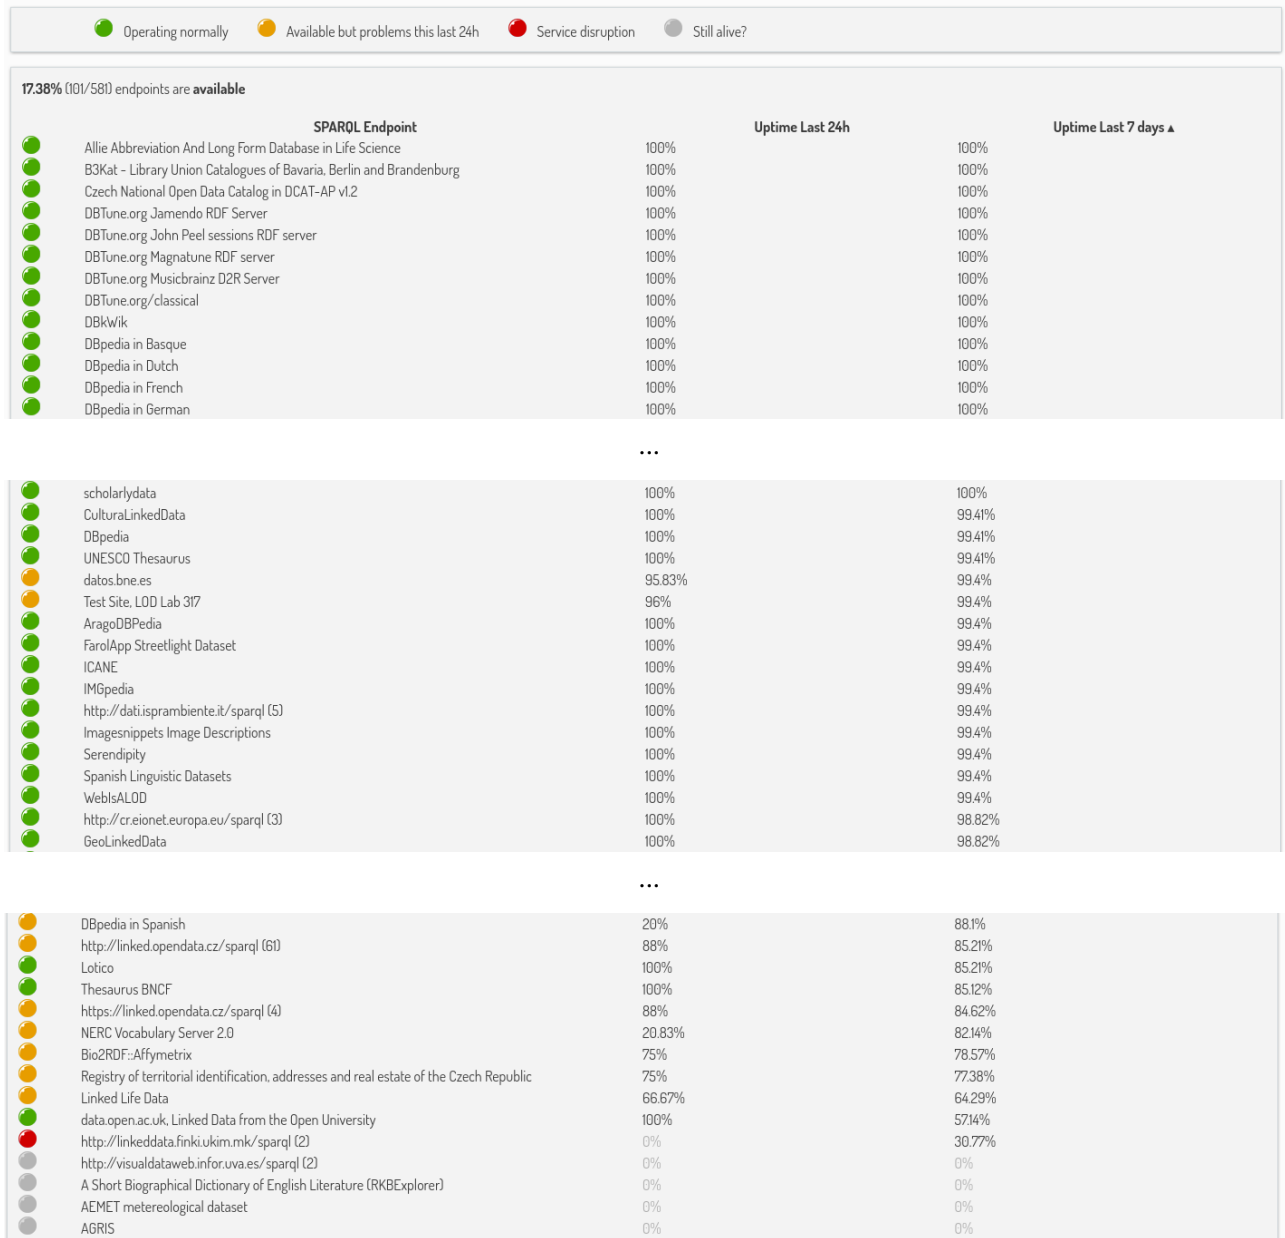 Operating normally Available but problems this last 24h Service disruption Still alive?
17.38% (101/581) endpoints are available
SPARQL Endpoint Uptime Last 24h Uptime Last 7 days ▴
Allie Abbreviation And Long Form Database in Life Science 100% 100%
B3Kat - Library Union Catalogues of Bavaria, Berlin and Brandenburg 100% 100%
Czech National Open Data Catalog in DCAT-AP v1.2 100% 100%
DBTune.org Jamendo RDF Server 100% 100%
DBTune.org John Peel sessions RDF server 100% 100%
DBTune.org Magnatune RDF server 100% 100%
DBTune.org Musicbrainz D2R Server 100% 100%
DBTune.org/classical 100% 100%
DBkWik 100% 100%
DBpedia in Basque 100% 100%
DBpedia in Dutch 100% 100%
DBpedia in French 100% 100%
DBpedia in German 100% 100%
...
scholarlydata 100% 100%
CulturaLinkedData 100% 99.41%
DBpedia 100% 99.41%
UNESCO Thesaurus 100% 99.41%
datos.bne.es 95.83% 99.4%
Test Site, LOD Lab 317 96% 99.4%
AragoDBPedia 100% 99.4%
FarolApp Streetlight Dataset 100% 99.4%
ICANE 100% 99.4%
IMGpedia 100% 99.4%
http://dati.isprambiente.it/sparql (5) 100% 99.4%
Imagesnippets Image Descriptions 100% 99.4%
Serendipity 100% 99.4%
Spanish Linguistic Datasets 100% 99.4%
WebIsALOD 100% 99.4%
http://cr.eionet.europa.eu/sparql (3) 100% 98.82%
GeoLinkedData 100% 98.82%
...
DBpedia in Spanish 20% 88.1%
http://linked.opendata.cz/sparql (61) 88% 85.21%
Lotico 100% 85.21%
Thesaurus BNCF 100% 85.12%
https://linked.opendata.cz/sparql (4) 88% 84.62%
NERC Vocabulary Server 2.0 20.83% 82.14%
Bio2RDF::Affymetrix 75% 78.57%
Registry of territorial identification, addresses and real estate of the Czech Republic 75% 77.38%
Linked Life Data 66.67% 64.29%
data.open.ac.uk, Linked Data from the Open University 100% 57.14%
http://linkeddata.finki.ukim.mk/sparql (2) 0% 30.77%
http://visualdataweb.infor.uva.es/sparql (2) 0% 0%
A Short Biographical Dictionary of English Literature (RKBExplorer) 0% 0%
AEMET metereological dataset 0% 0%
AGRIS 0% 0%